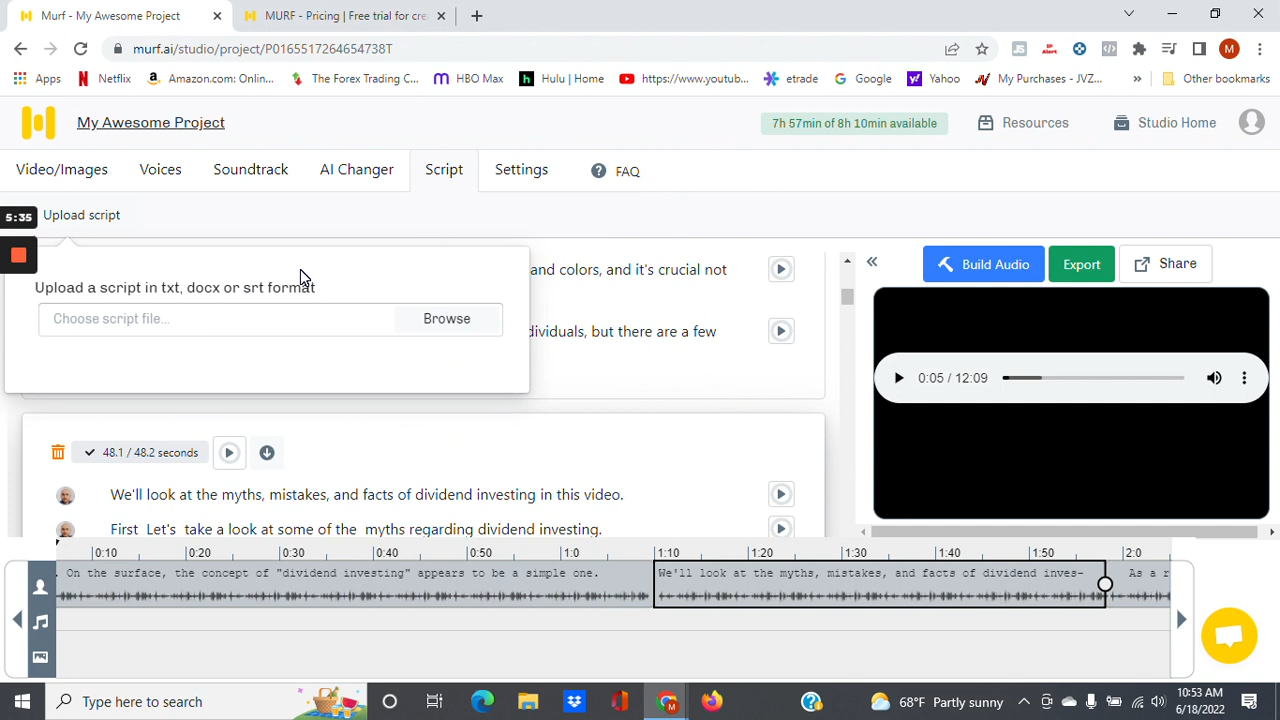 Murf - My Awesome Project
MURF - Pricing | Free trial for cre
murf.ai/studio/project/P0165517264654738T
M
Apps
Netflix
Amazon.com: Onlin...
The Forex Trading C...
HBO Max
Hulu | Home
https://www.youtub...
etrade
Google
Yahoo
My Purchases - JVZ...
Other bookmarks
My Awesome Project
7h 57min of 8h 10min available
Resources
Studio Home
Video/Images
Voices
Soundtrack
AI Changer
Script
Settings
FAQ
5:35
Upload script
Upload a script in txt, docx or srt format
Choose script file...
Browse
and colors, and it's crucial not
dividuals, but there are a few
Build Audio
Export
Share
0:05 / 12:09
48.1 / 48.2 seconds
We'll look at the myths, mistakes, and facts of dividend investing in this video.
First Let's take a look at some of the myths regarding dividend investing.
0:10
0:20
0:30
0:40
0:50
1:0
1:10
1:20
1:30
1:40
1:50
2:0
. On the surface, the concept of "dividend investing" appears to be a simple one.
We'll look at the myths, mistakes, and facts of dividend inves-
As a r
Type here to search
68°F Partly sunny
10:53 AM
6/18/2022